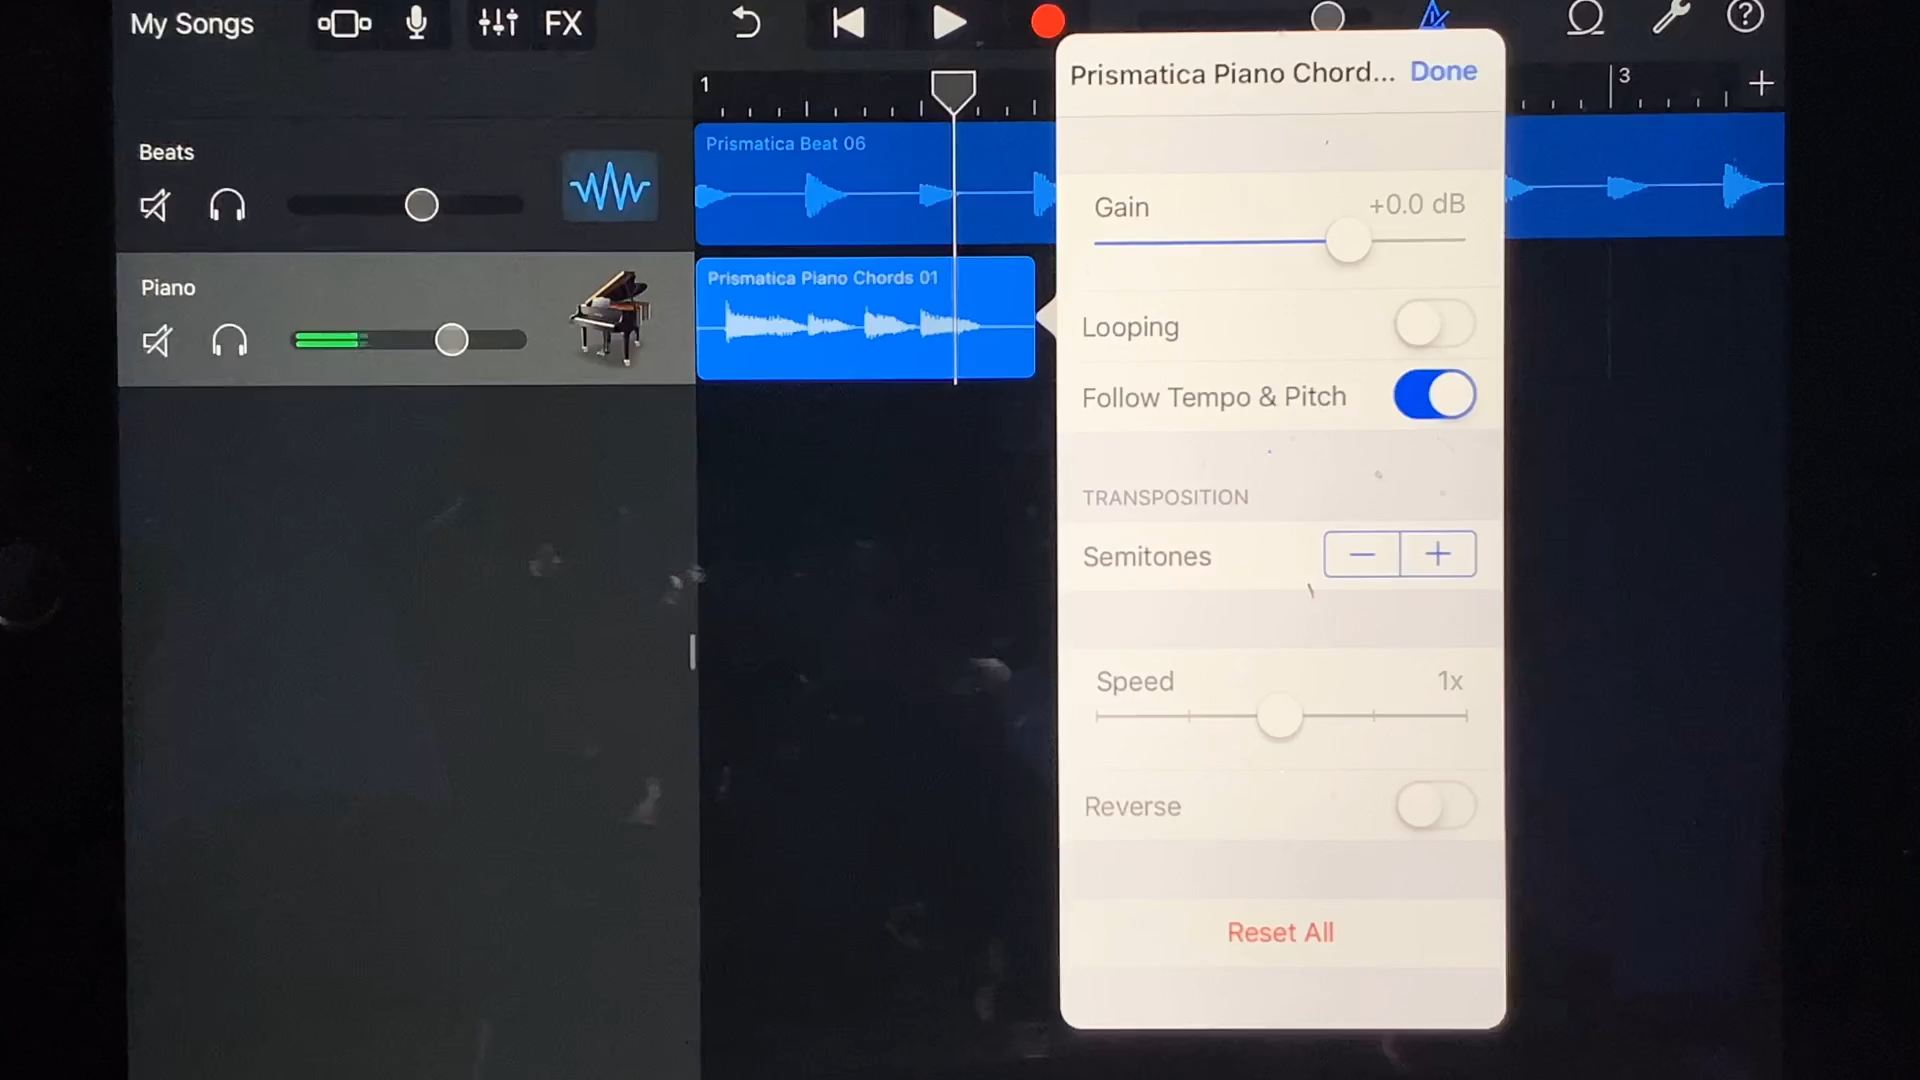 My Songs
FX
1
3
Beats
Piano
Prismatica Beat 06
Prismatica Piano Chords 01
Prismatica Piano Chord... Done
Gain +0.0 dB
Looping
Follow Tempo & Pitch
TRANSPOSITION
Semitones − +
Speed 1x
Reverse
Reset All